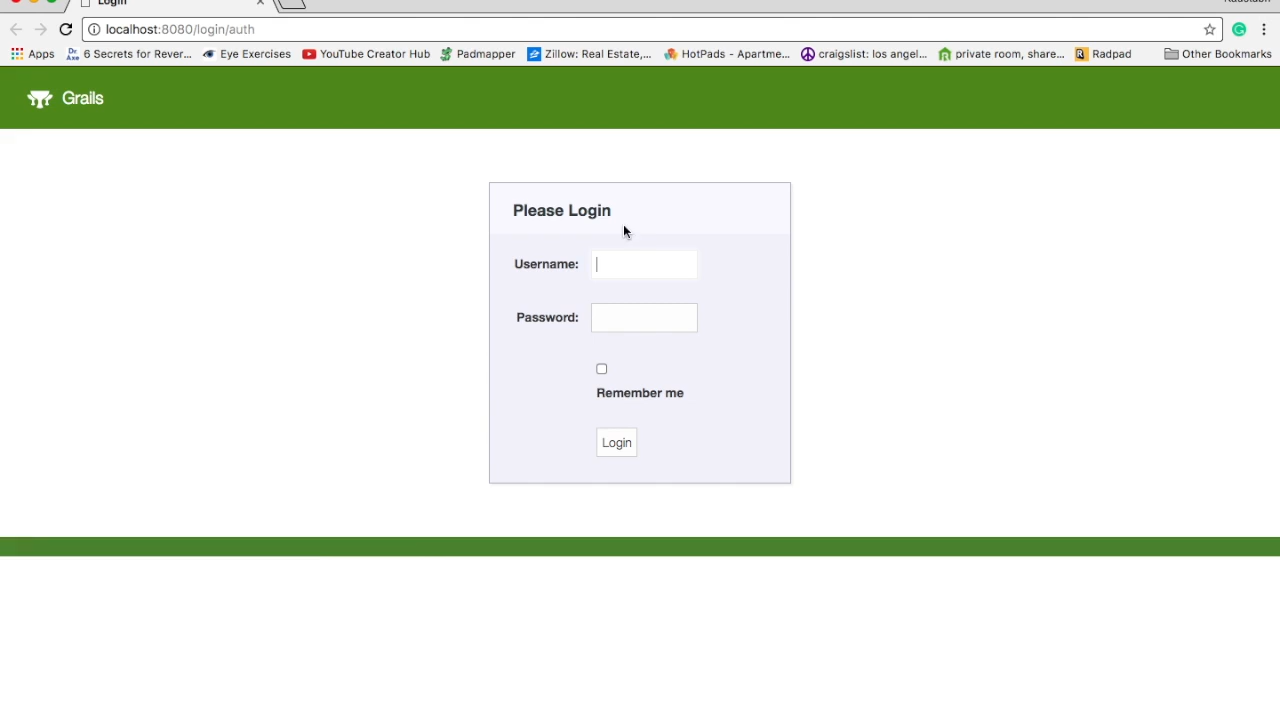 Login
localhost:8080/login/auth
Apps
Dr. Axe 6 Secrets for Rever...
Eye Exercises
YouTube Creator Hub
Padmapper
Zillow: Real Estate,...
HotPads - Apartme...
craigslist: los angel...
private room, share...
Radpad
Other Bookmarks
Grails
Please Login
Username:
Password:
Remember me
Login